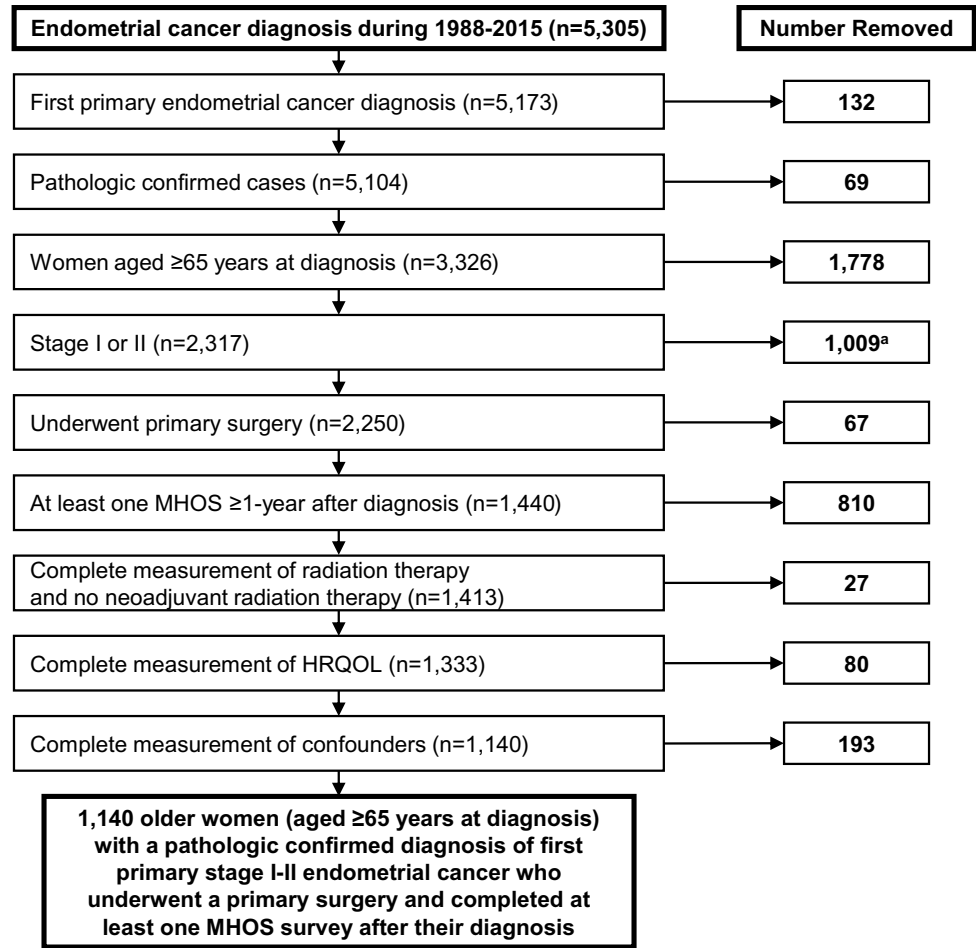 Endometrial cancer diagnosis during 1988-2015 (n=5,305)
Number Removed
First primary endometrial cancer diagnosis (n=5,173)
132
Pathologic confirmed cases (n=5,104)
69
Women aged ≥65 years at diagnosis (n=3,326)
1,778
Stage I or II (n=2,317)
1,009ᵃ
Underwent primary surgery (n=2,250)
67
At least one MHOS ≥1-year after diagnosis (n=1,440)
810
Complete measurement of radiation therapy
and no neoadjuvant radiation therapy (n=1,413)
27
Complete measurement of HRQOL (n=1,333)
80
Complete measurement of confounders (n=1,140)
193
1,140 older women (aged ≥65 years at diagnosis)
with a pathologic confirmed diagnosis of first
primary stage I-II endometrial cancer who
underwent a primary surgery and completed at
least one MHOS survey after their diagnosis